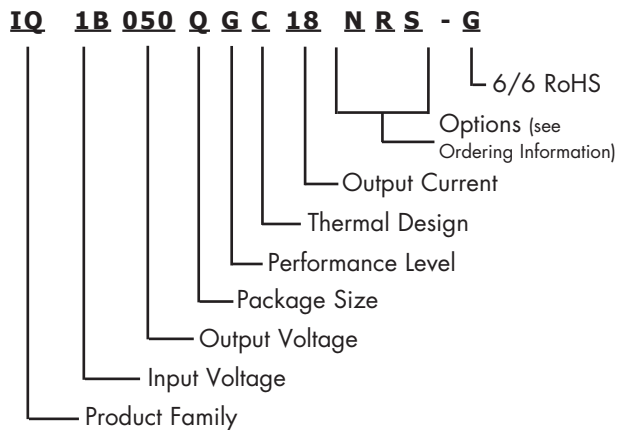 IQ 1B 050 Q G C 18 N R S - G
6/6 RoHS
Options (see
Ordering Information)
Output Current
Thermal Design
Performance Level
Package Size
Output Voltage
Input Voltage
Product Family